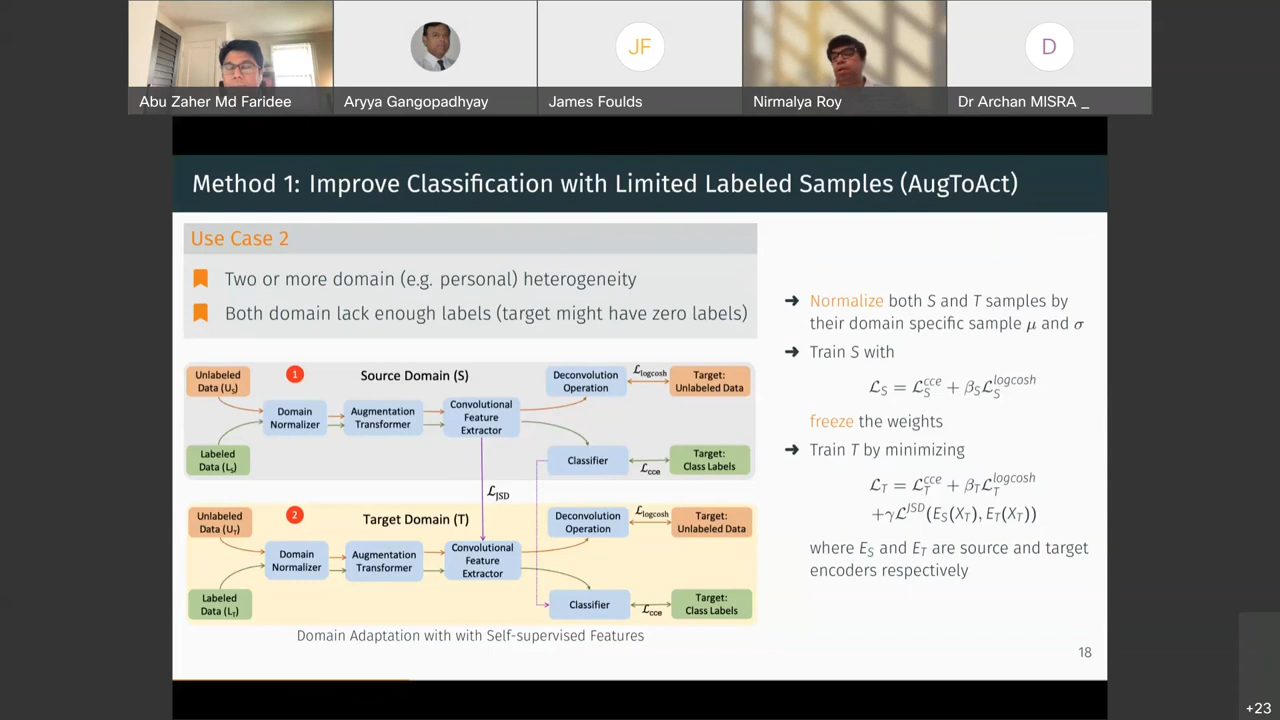 JF
D
Abu Zaher Md Faridee
Aryya Gangopadhyay
James Foulds
Nirmalya Roy
Dr Archan MISRA _
Method 1: Improve Classification with Limited Labeled Samples (AugToAct)
Use Case 2
Two or more domain (e.g. personal) heterogeneity
Both domain lack enough labels (target might have zero labels)
1
Source Domain (S)
Unlabeled
Data (Uₛ)
Labeled
Data (Lₛ)
Domain
Normalizer
Augmentation
Transformer
Convolutional
Feature
Extractor
Deconvolution
Operation
ℒlogcosh
Target:
Unlabeled Data
Classifier
ℒcce
Target:
Class Labels
ℒJSD
2
Target Domain (T)
Unlabeled
Data (U_T)
Labeled
Data (L_T)
Domain
Normalizer
Augmentation
Transformer
Convolutional
Feature
Extractor
Deconvolution
Operation
ℒlogcosh
Target:
Unlabeled Data
Classifier
ℒcce
Target:
Class Labels
Domain Adaptation with with Self-supervised Features
➜ Normalize both S and T samples by
their domain specific sample μ and σ
➜ Train S with
ℒ_S = ℒ_S^cce + β_S ℒ_S^logcosh
freeze the weights
➜ Train T by minimizing
ℒ_T = ℒ_T^cce + β_T ℒ_T^logcosh
+γℒ^JSD(E_S(X_T), E_T(X_T))
where E_S and E_T are source and target
encoders respectively
18
+23